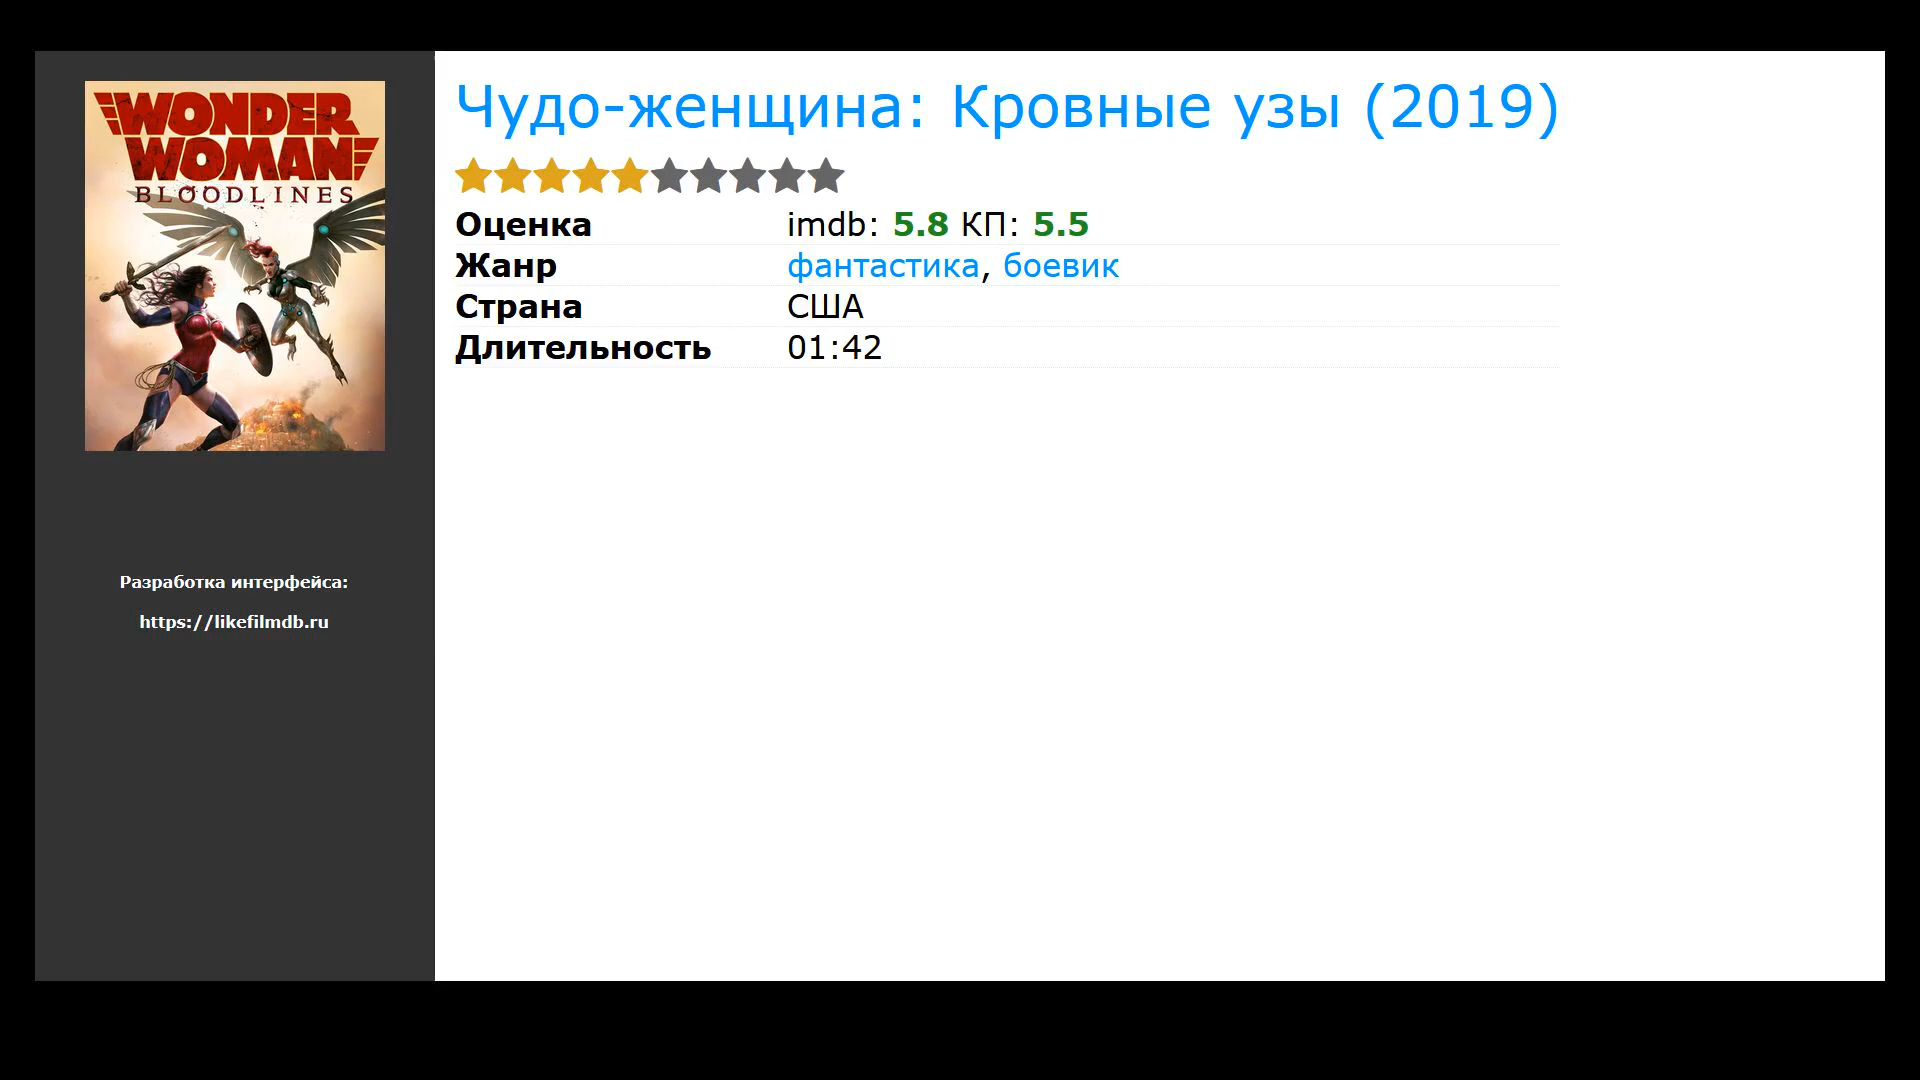 WONDER
WOMAN
BLOODLINES
Чудо-женщина: Кровные узы (2019)
Оценка imdb: 5.8 КП: 5.5
Жанр фантастика, боевик
Страна США
Длительность 01:42
Разработка интерфейса:
https://likefilmdb.ru